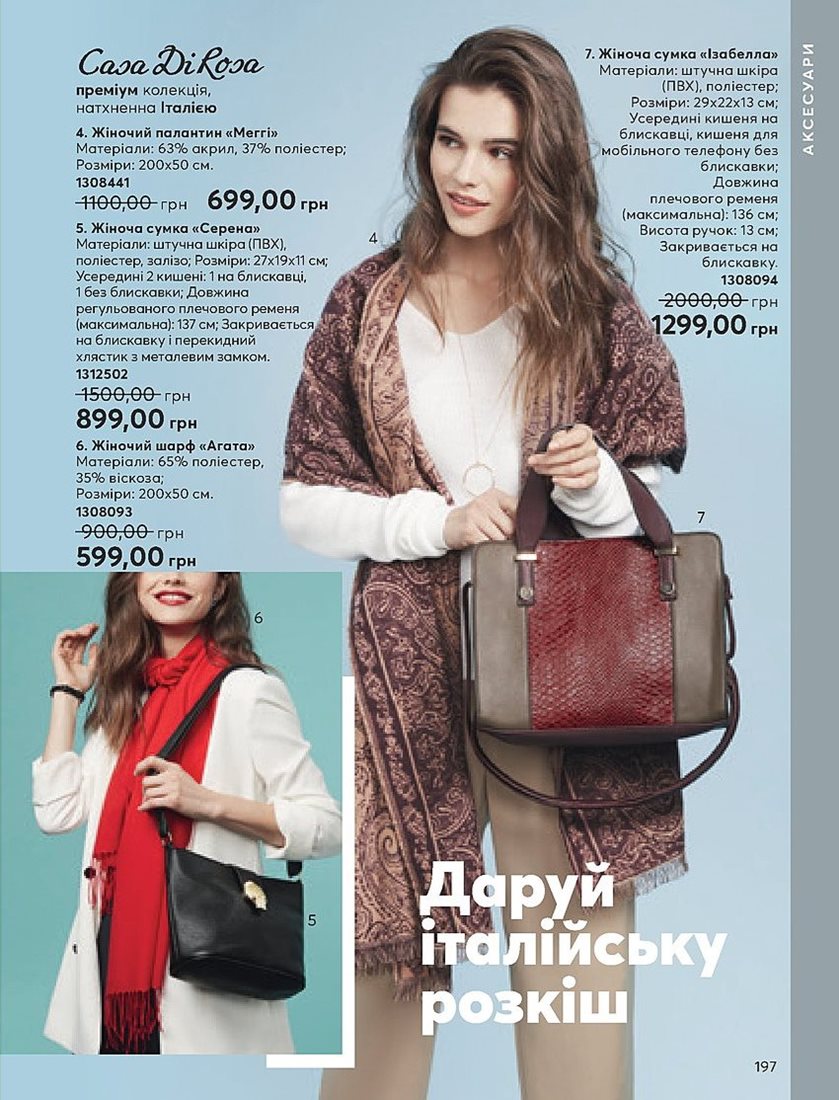 Casa Di Rosa
преміум колекція,
натхненна Італією
4. Жіночий палантин «Меггі»
Матеріали: 63% акрил, 37% поліестер;
Розміри: 200х50 см.
1308441
1100,00 грн 699,00 грн
5. Жіноча сумка «Серена»
Матеріали: штучна шкіра (ПВХ),
поліестер, залізо; Розміри: 27х19х11 см;
Усередині 2 кишені: 1 на блискавці,
1 без блискавки; Довжина
регульованого плечового ременя
(максимальна): 137 см; Закривається
на блискавку і перекидний
хлястик з металевим замком.
1312502
1500,00 грн
899,00 грн
6. Жіночий шарф «Агата»
Матеріали: 65% поліестер,
35% віскоза;
Розміри: 200х50 см.
1308093
900,00 грн
599,00 грн
7. Жіноча сумка «Ізабелла»
Матеріали: штучна шкіра
(ПВХ), поліестер;
Розміри: 29х22х13 см;
Усередині кишеня на
блискавці, кишеня для
мобільного телефону без
блискавки;
Довжина
плечового ременя
(максимальна): 136 см;
Висота ручок: 13 см;
Закривається на
блискавку.
1308094
2000,00 грн
1299,00 грн
АКСЕСУАРИ
4
7
6
5
Даруй
італійську
розкіш
197